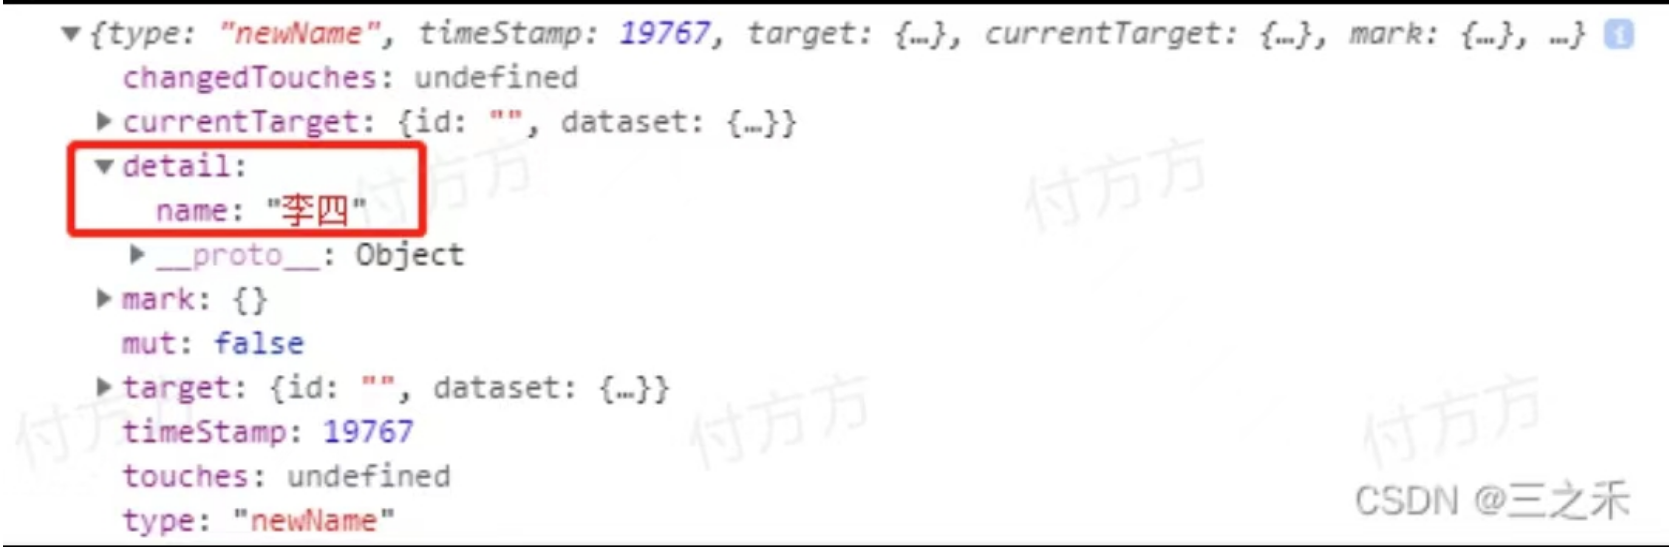 ▼{type: "newName", timeStamp: 19767, target: {…}, currentTarget: {…}, mark: {…}, …} i
changedTouches: undefined
▶currentTarget: {id: "", dataset: {…}}
▼detail:
name: "李四"
▶__proto__: Object
▶mark: {}
mut: false
▶target: {id: "", dataset: {…}}
timeStamp: 19767
touches: undefined
type: "newName"
付方方
付方方
付方
付方方
付方方
CSDN @三之禾